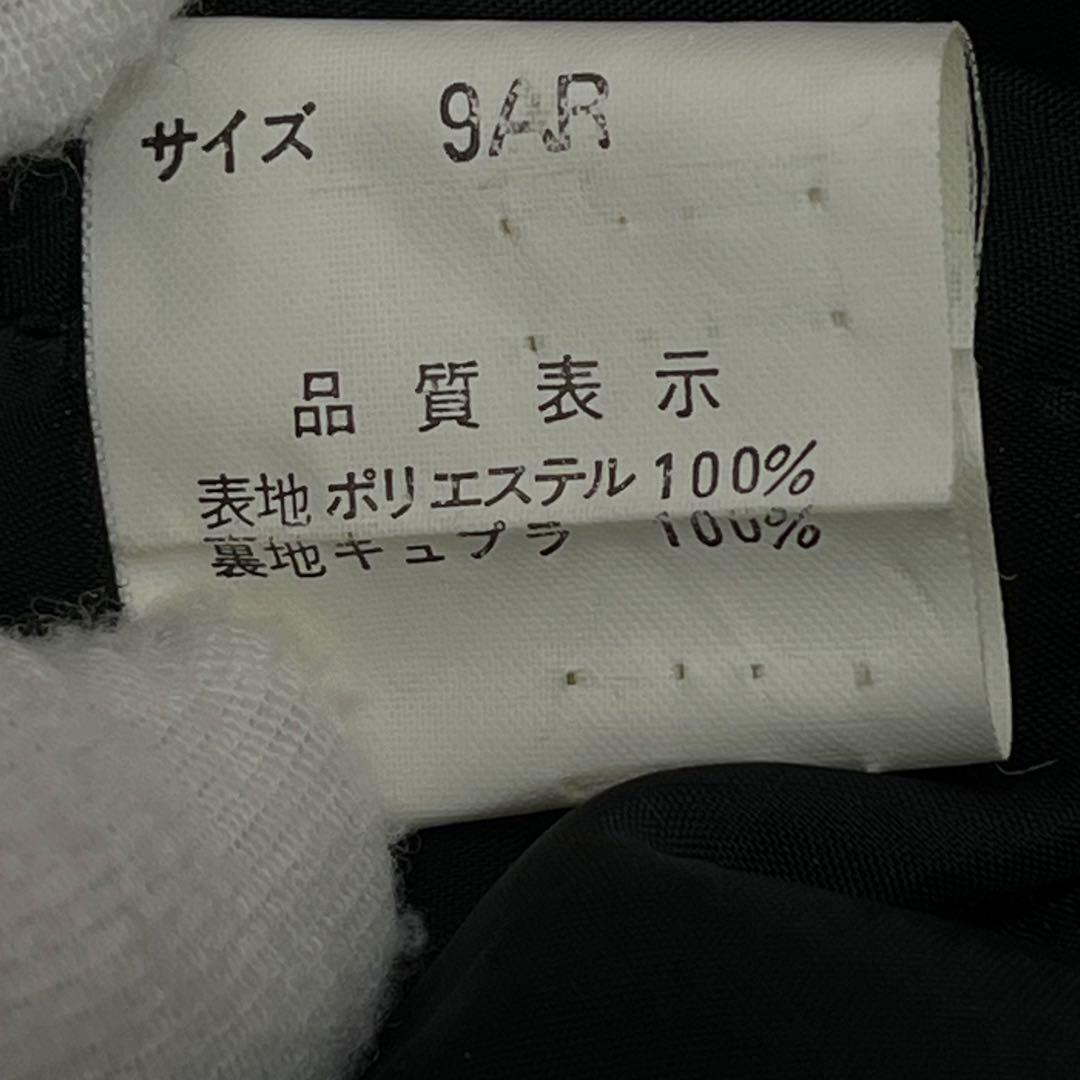 サイズ 9AR
品質表示
表地 ポリエステル 100%
裏地 キュプラ 100%